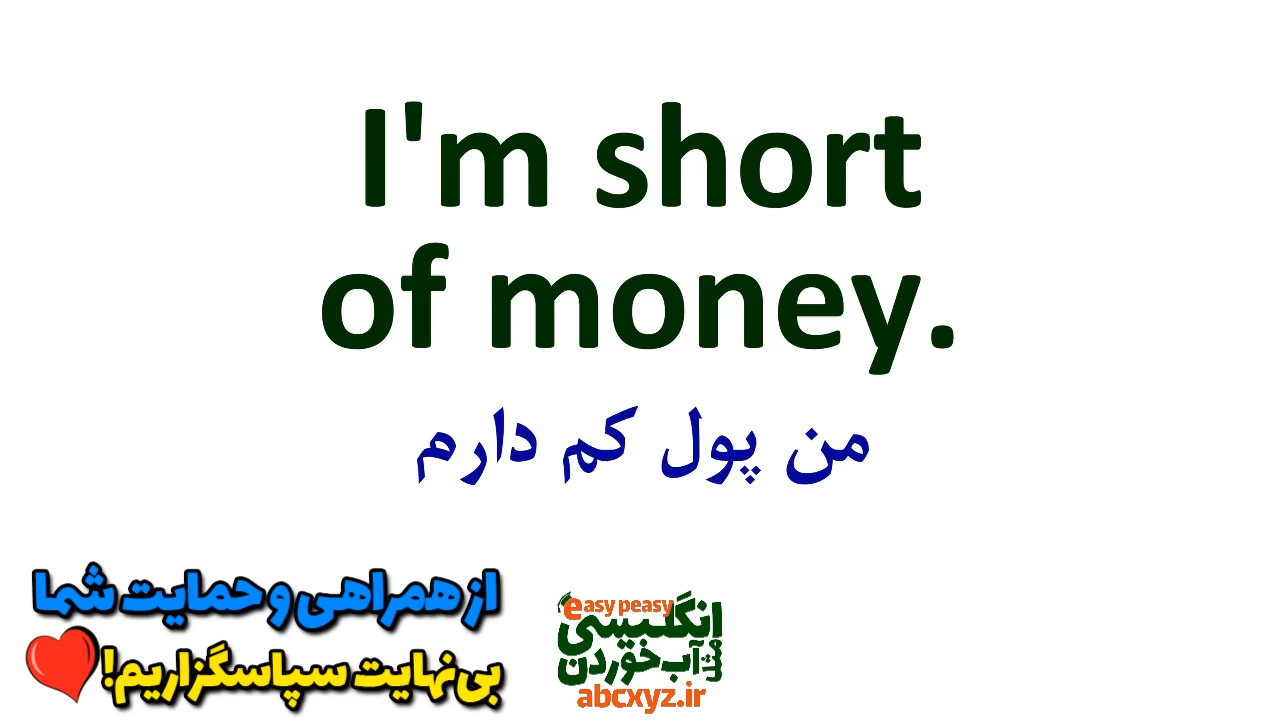 I'm short
of money.
من پول کم دارم
از همراهی و حمایت شما
بی‌نهایت سپاسگزاریم!
easy peasy
انگلیسی
مثل آب خوردن
abcxyz.ir